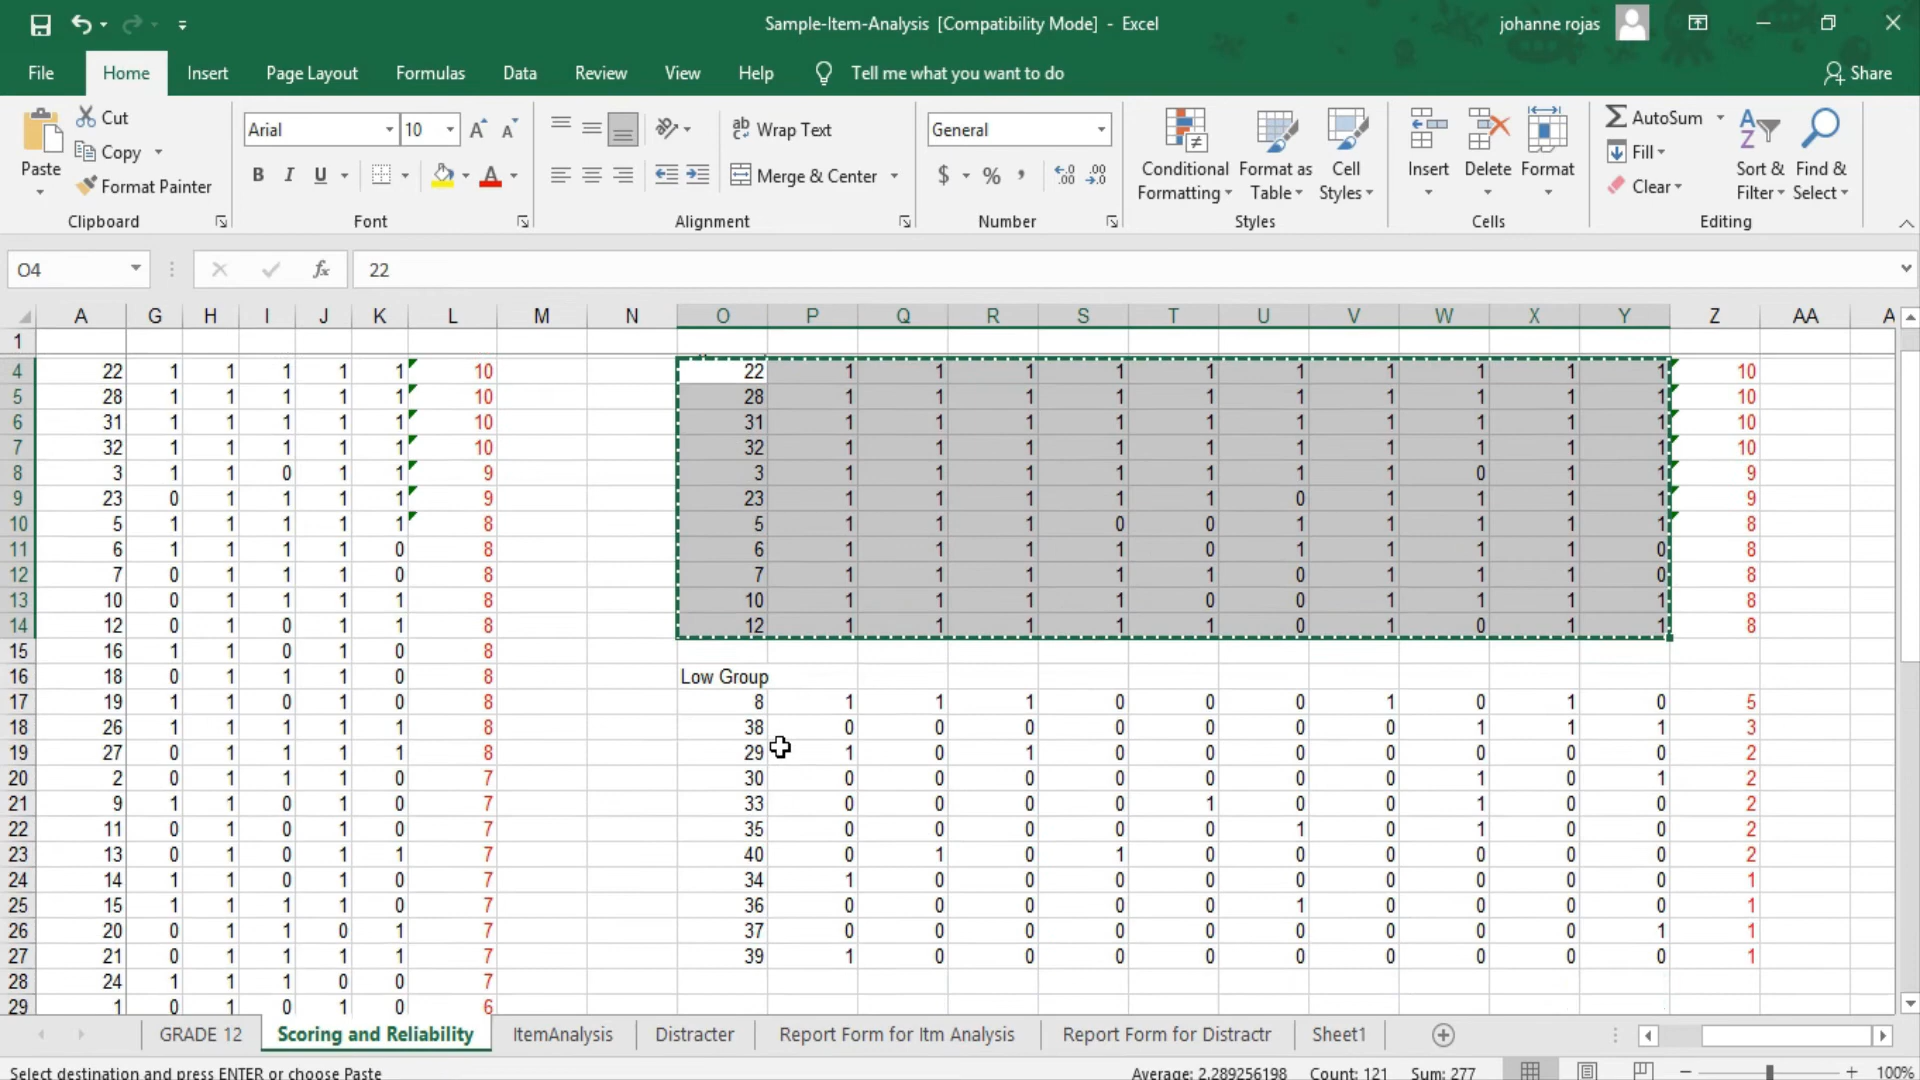 Sample-Item-Analysis [Compatibility Mode] - Excel johanne rojas
File Home Insert Page Layout Formulas Data Review View Help Tell me what you want to do Share
Paste Cut Copy Format Painter Clipboard
Arial 10 B I U A Font
ab Wrap Text Merge & Center Alignment
General $ % , Number
Conditional Formatting Format as Table Cell Styles Styles
Insert Delete Format Cells
AutoSum Fill Clear Sort & Filter Find & Select Editing
O4 fx 22
A G H I J K L M N O P Q R S T U V W X Y Z AA A
1
4 22 1 1 1 1 1 10 22 1 1 1 1 1 1 1 1 1 1 10
5 28 1 1 1 1 1 10 28 1 1 1 1 1 1 1 1 1 1 10
6 31 1 1 1 1 1 10 31 1 1 1 1 1 1 1 1 1 1 10
7 32 1 1 1 1 1 10 32 1 1 1 1 1 1 1 1 1 1 10
8 3 1 1 0 1 1 9 3 1 1 1 1 1 1 1 0 1 1 9
9 23 0 1 1 1 1 9 23 1 1 1 1 1 0 1 1 1 1 9
10 5 1 1 1 1 1 8 5 1 1 1 0 0 1 1 1 1 1 8
11 6 1 1 1 1 0 8 6 1 1 1 1 0 1 1 1 1 0 8
12 7 0 1 1 1 0 8 7 1 1 1 1 1 0 1 1 1 0 8
13 10 0 1 1 1 1 8 10 1 1 1 1 0 0 1 1 1 1 8
14 12 0 1 0 1 1 8 12 1 1 1 1 1 0 1 0 1 1 8
15 16 1 1 0 1 0 8
16 18 0 1 1 1 0 8 Low Group
17 19 1 1 0 1 0 8 8 1 1 1 0 0 0 1 0 1 0 5
18 26 1 1 1 1 1 8 38 0 0 0 0 0 0 0 1 1 1 3
19 27 0 1 1 1 1 8 29 1 0 1 0 0 0 0 0 0 0 2
20 2 0 1 1 1 0 7 30 0 0 0 0 0 0 0 1 0 1 2
21 9 1 1 0 1 0 7 33 0 0 0 0 1 0 0 1 0 0 2
22 11 0 1 0 1 0 7 35 0 0 0 0 0 1 0 1 0 0 2
23 13 0 1 0 1 1 7 40 0 1 0 1 0 0 0 0 0 0 2
24 14 1 1 0 1 0 7 34 1 0 0 0 0 0 0 0 0 0 1
25 15 1 1 1 1 0 7 36 0 0 0 0 0 1 0 0 0 0 1
26 20 0 1 1 0 1 7 37 0 0 0 0 0 0 0 0 0 1 1
27 21 0 1 1 0 1 7 39 1 0 0 0 0 0 0 0 0 0 1
28 24 1 1 1 0 0 7
29 1 0 1 0 1 0 6
GRADE 12 Scoring and Reliability ItemAnalysis Distracter Report Form for Itm Analysis Report Form for Distractr Sheet1
Select destination and press ENTER or choose Paste Average: 2.289256198 Count: 121 Sum: 277 100%